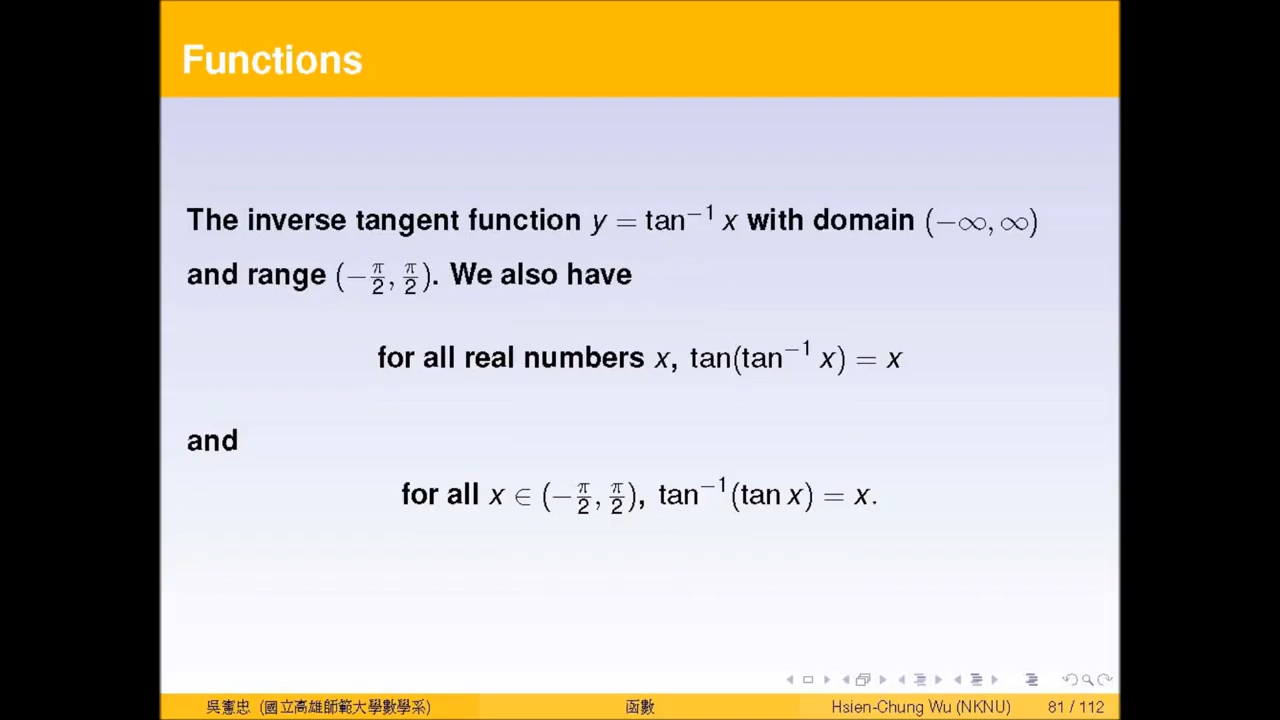 Functions
The inverse tangent function y = tan⁻¹ x with domain (−∞, ∞)
and range (−π/2, π/2). We also have
for all real numbers x, tan(tan⁻¹ x) = x
and
for all x ∈ (−π/2, π/2), tan⁻¹(tan x) = x.
吳憲忠 (國立高雄師範大學數學系) 函數 Hsien-Chung Wu (NKNU) 81 / 112